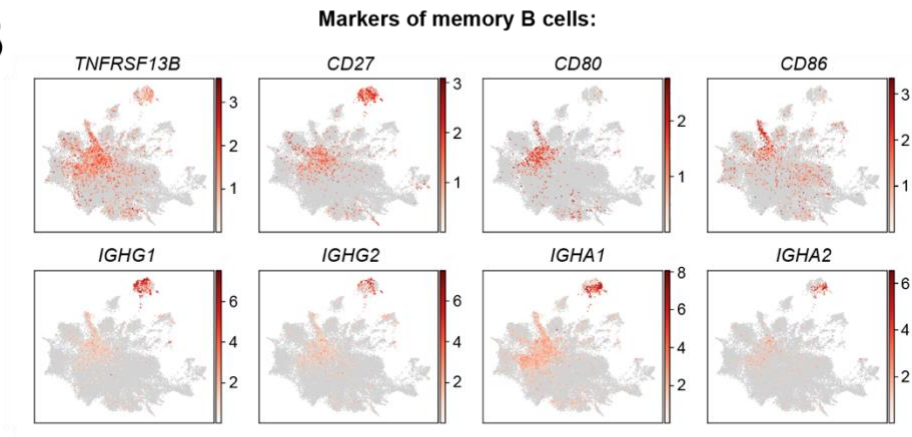 Markers of memory B cells:
TNFRSF13B CD27 CD80 CD86
3 2 1 3 2 1 2 1 3 2 1
IGHG1 IGHG2 IGHA1 IGHA2
6 4 2 6 4 2 8 6 4 2 6 4 2